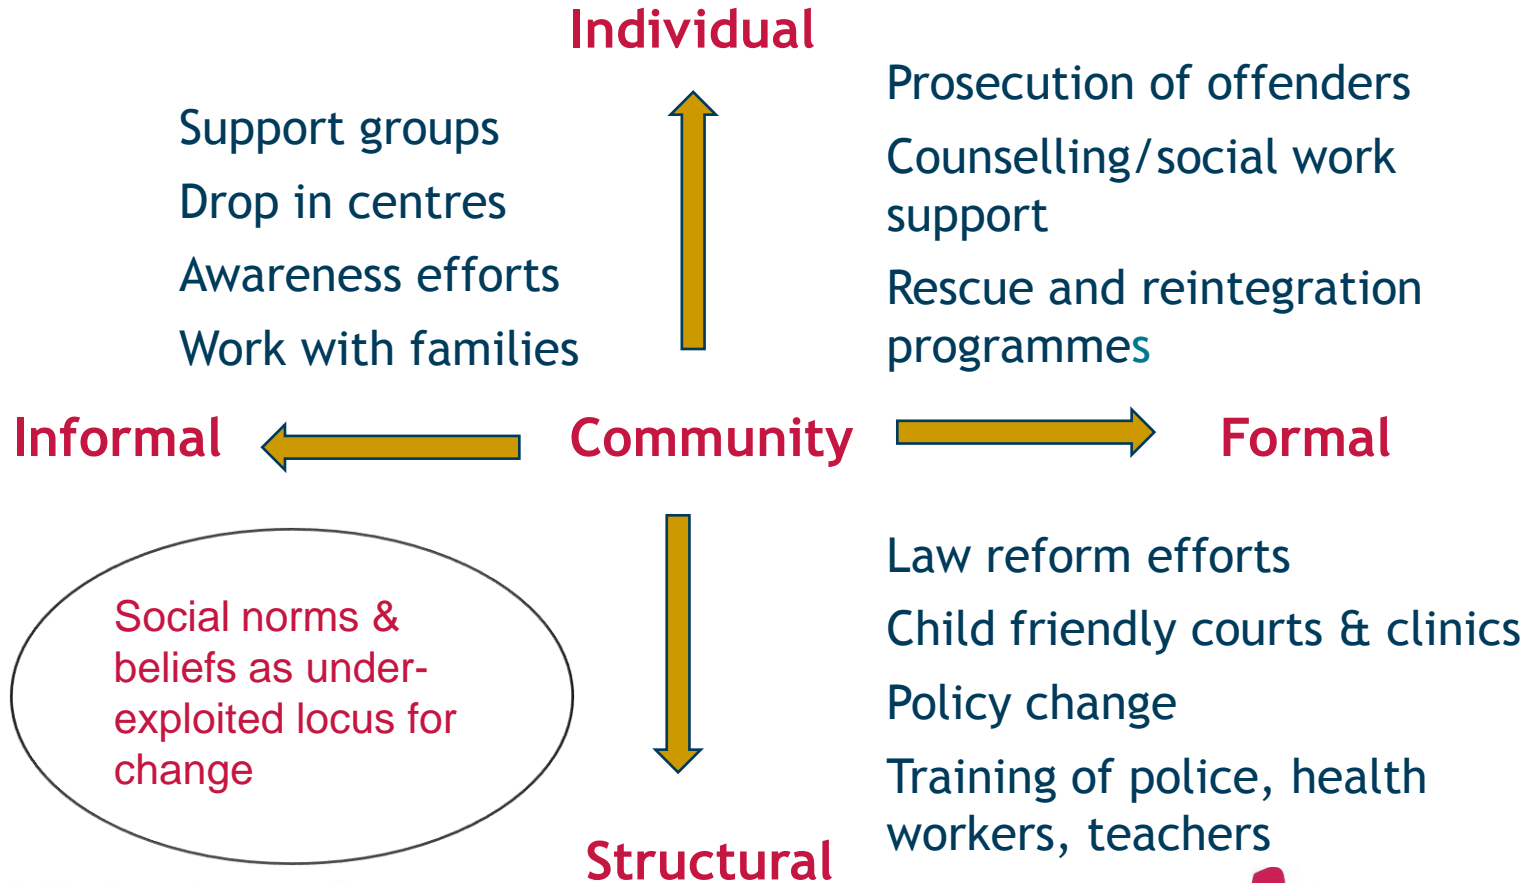 Individual
Support groups
Drop in centres
Awareness efforts
Work with families
Prosecution of offenders
Counselling/social work
support
Rescue and reintegration
programmes
Informal
Community
Formal
Social norms &
beliefs as under-
exploited locus for
change
Law reform efforts
Child friendly courts & clinics
Policy change
Training of police, health
workers, teachers
Structural